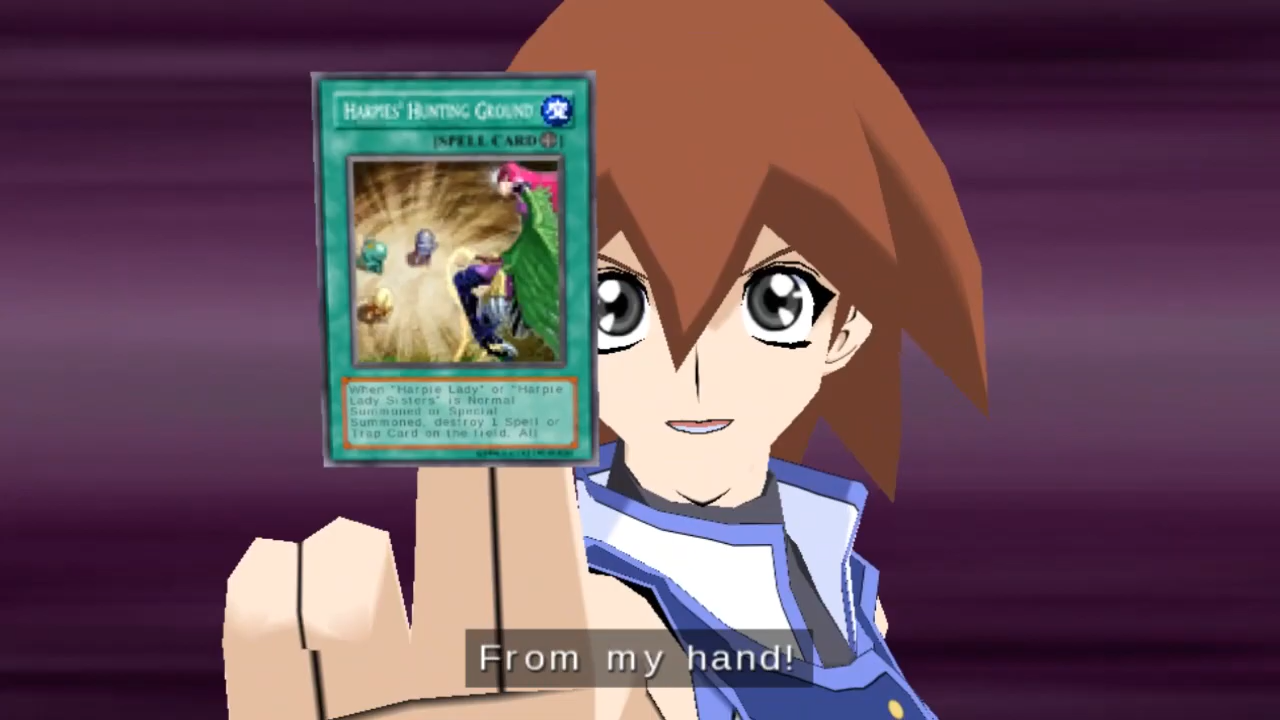 HARPIES' HUNTING GROUND
[SPELL CARD]
When "Harpie Lady" or "Harpie
Lady Sisters" is Normal
Summoned or Special
Summoned, destroy 1 Spell or
Trap Card on the field. All
From my hand!